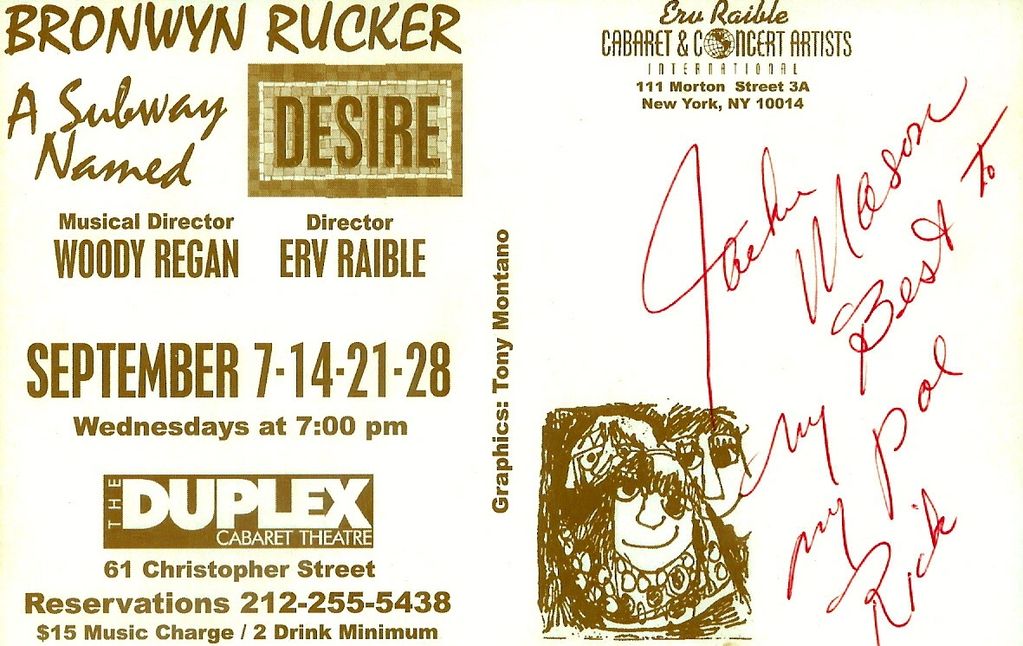 BRONWYN RUCKER
A Subway
Named
DESIRE
Musical Director
WOODY REGAN
Director
ERV RAIBLE
SEPTEMBER 7-14-21-28
Wednesdays at 7:00 pm
THE
DUPLEX
CABARET THEATRE
61 Christopher Street
Reservations 212-255-5438
$15 Music Charge / 2 Drink Minimum
Graphics: Tony Montano
Erv Raible
CABARET & CONCERT ARTISTS
INTERNATIONAL
111 Morton Street 3A
New York, NY 10014
Jackie Mason
My Best To
my pal
Rick